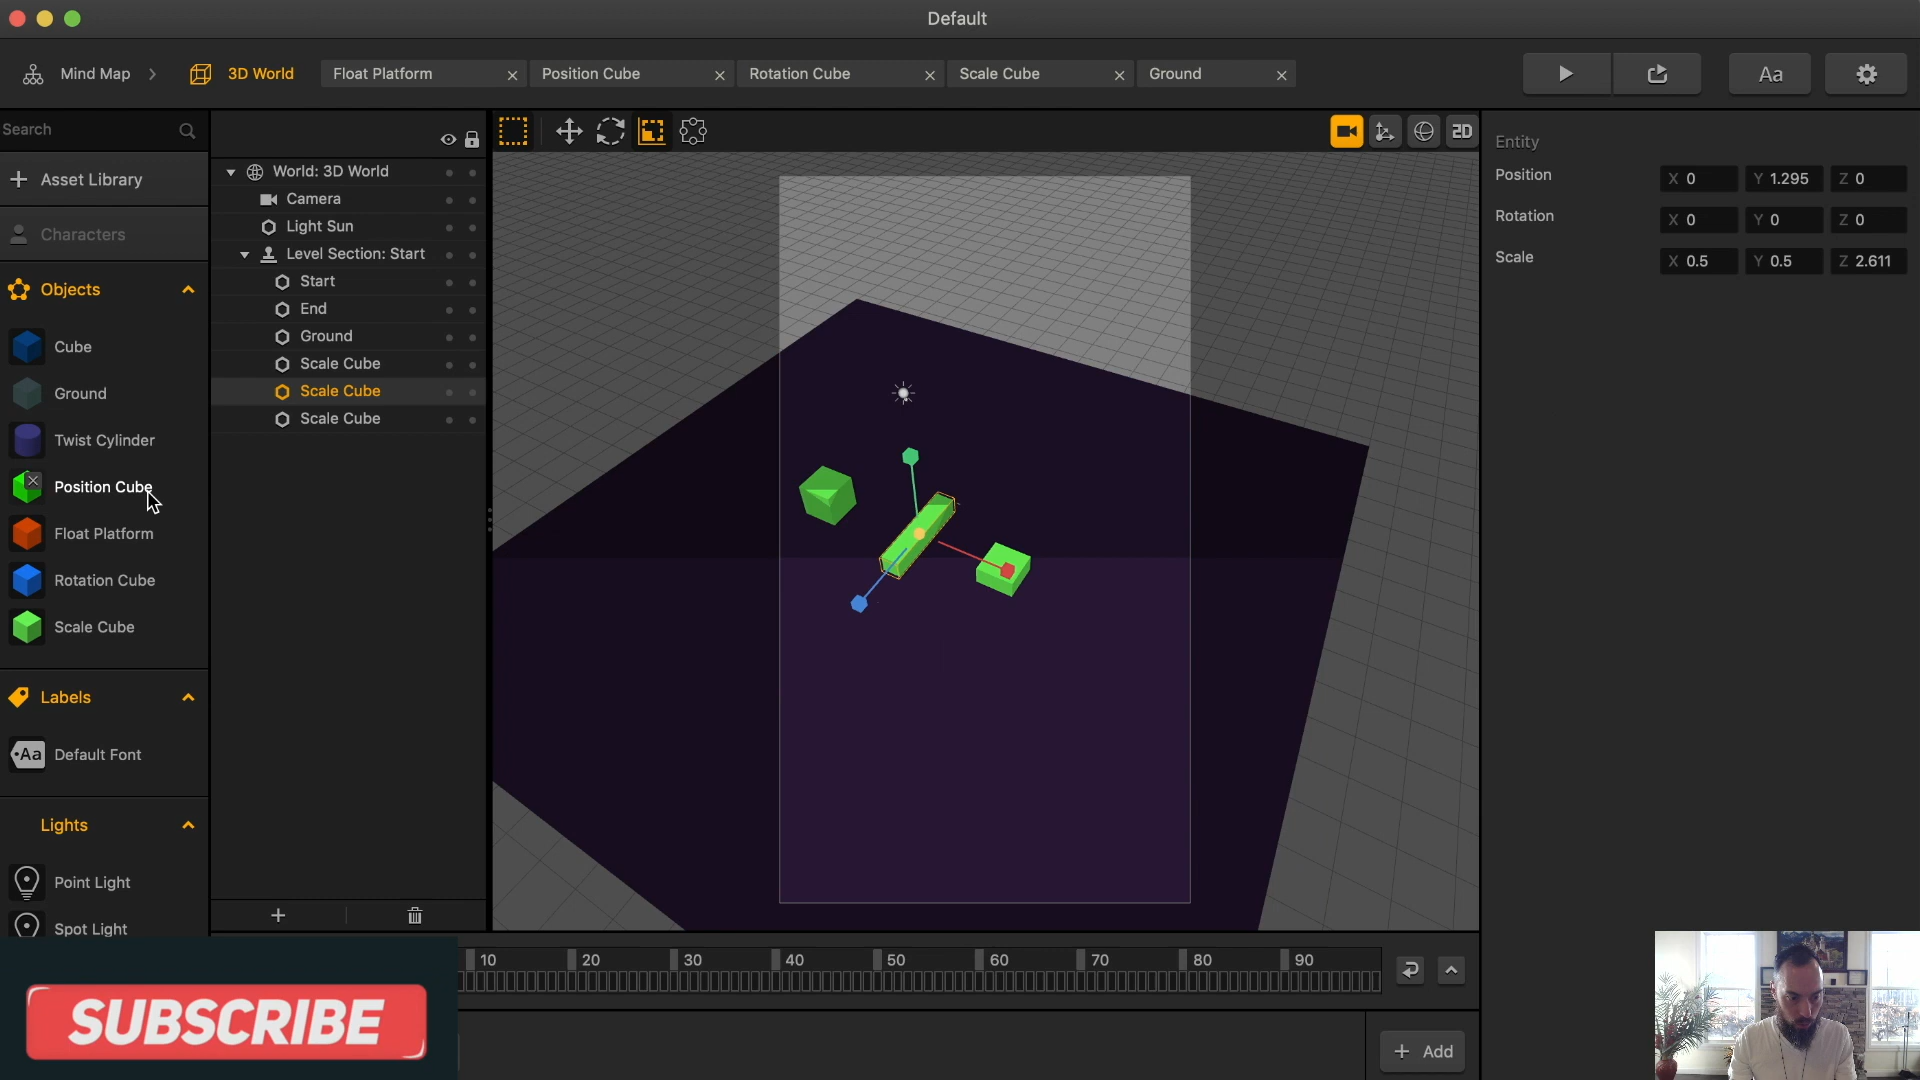 Default
Mind Map
3D World
Float Platform
Position Cube
Rotation Cube
Scale Cube
Ground
Aa
Search
Asset Library
Characters
Objects
Cube
Ground
Twist Cylinder
Position Cube
Float Platform
Rotation Cube
Scale Cube
Labels
Aa
Default Font
Lights
Point Light
Spot Light
World: 3D World
Camera
Light Sun
Level Section: Start
Start
End
Ground
Scale Cube
Scale Cube
Scale Cube
2D
Entity
Position X 0 Y 1.295 Z 0
Rotation X 0 Y 0 Z 0
Scale X 0.5 Y 0.5 Z 2.611
10 20 30 40 50 60 70 80 90
+ Add
SUBSCRIBE